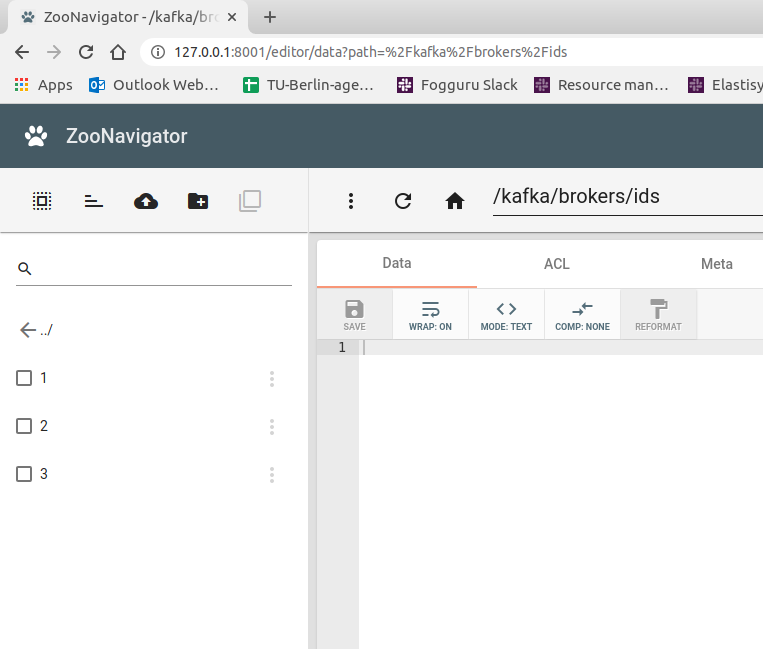 ZooNavigator - /kafka/bro
127.0.0.1:8001/editor/data?path=%2Fkafka%2Fbrokers%2Fids
Apps Outlook Web… TU-Berlin-age… Fogguru Slack Resource man… Elastisy
ZooNavigator
/kafka/brokers/ids
Data ACL Meta
SAVE WRAP: ON MODE: TEXT COMP: NONE REFORMAT
1
../
1
2
3